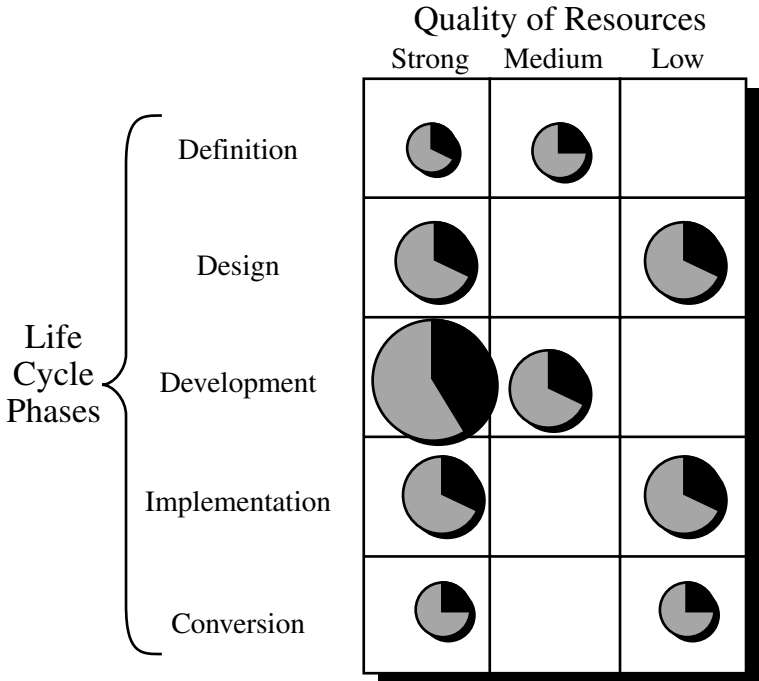 Quality of Resources
Strong Medium Low
Definition
Design
Life
Cycle
Phases
Development
Implementation
Conversion